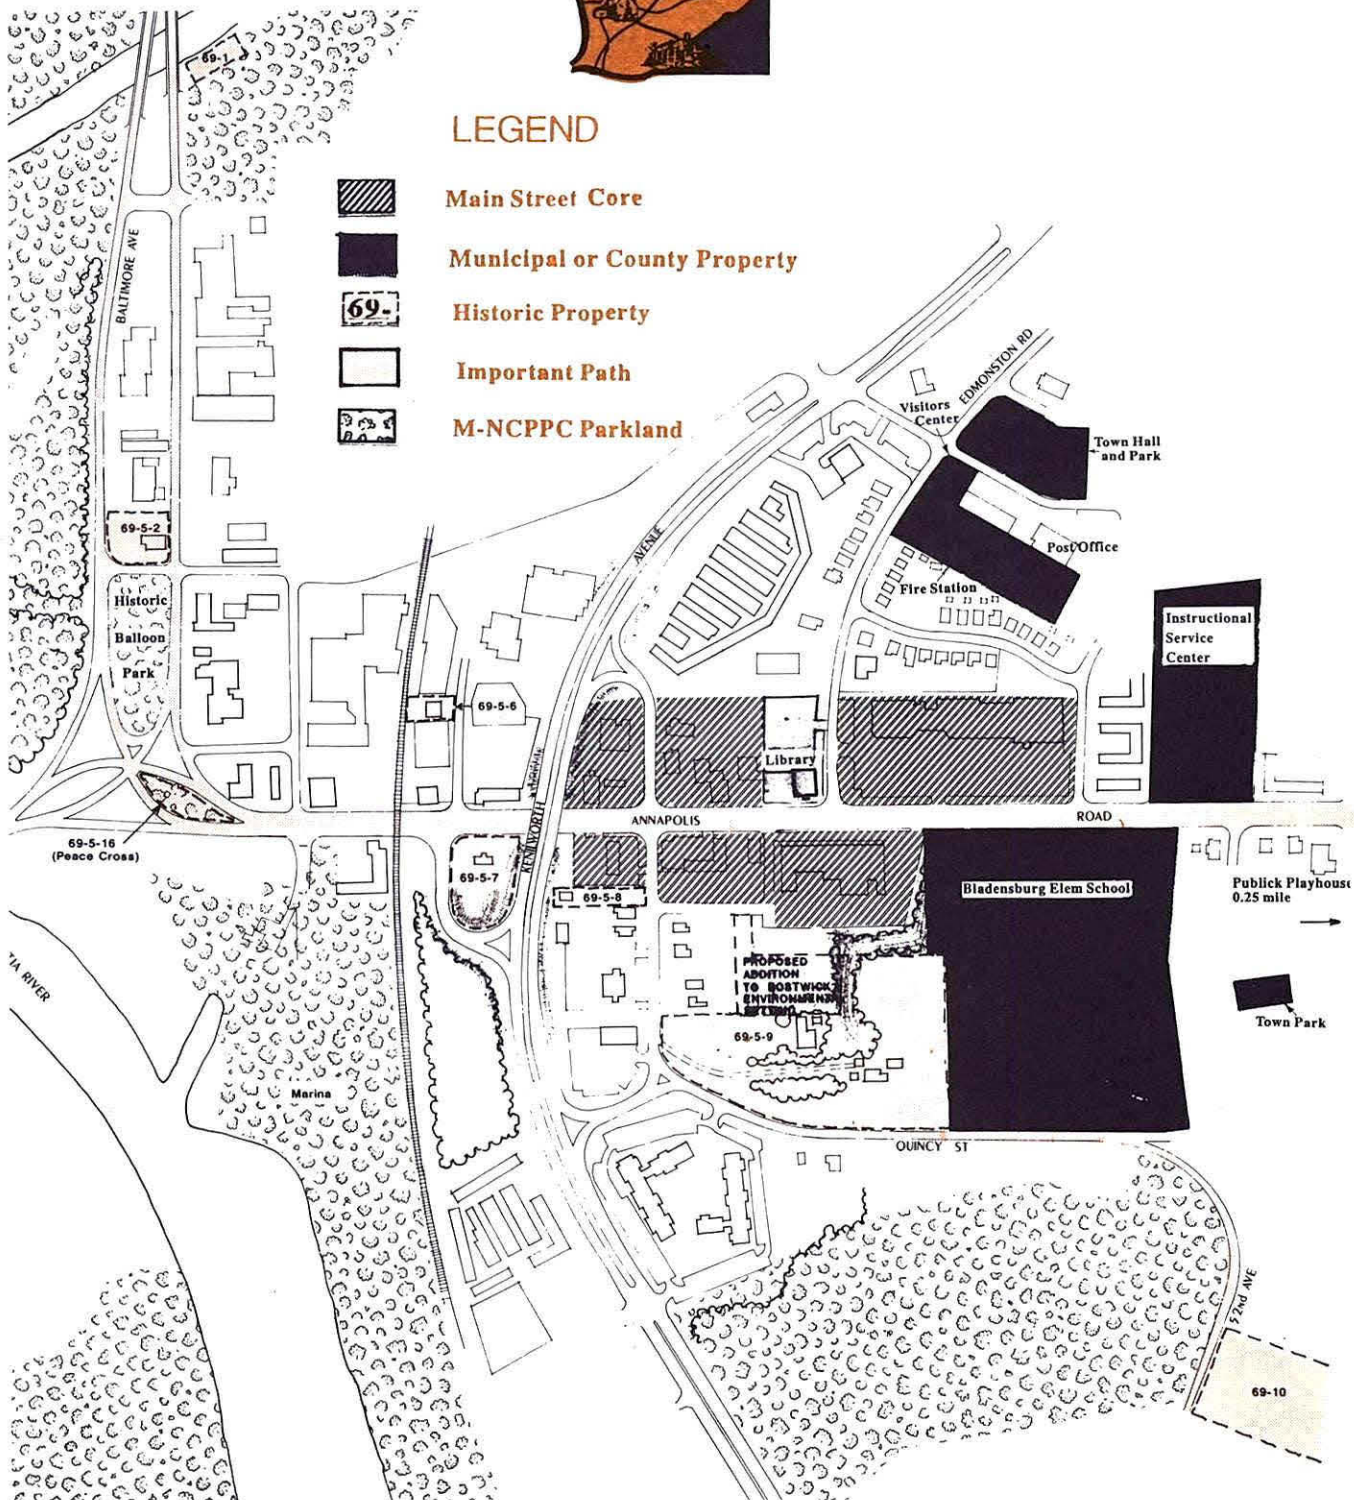 69-1
LEGEND
Main Street Core
Municipal or County Property
69-
Historic Property
Important Path
M-NCPPC Parkland
BALTIMORE AVE
EDMONSTON RD
Visitors
Center
Town Hall
and Park
69-5-2
AVENUE
Post Office
Fire Station
Historic
Balloon
Park
Instructional
Service
Center
69-5-6
Library
KENILWORTH
ANNAPOLIS
ROAD
69-5-16
(Peace Cross)
69-5-7
69-5-8
Bladensburg Elem School
Publick Playhouse
0.25 mile
TIA RIVER
PROPOSED
ADDITION
TO BOSTWICK
ENVIRONMENTAL
SETTING
Town Park
69-5-9
Marina
QUINCY ST
52nd AVE
69-10